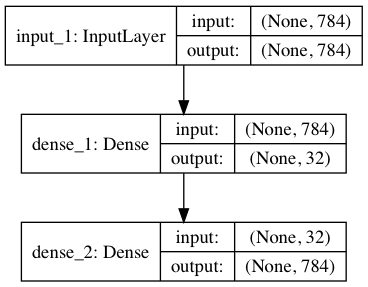 input_1: InputLayer
input: (None, 784)
output: (None, 784)
dense_1: Dense
input: (None, 784)
output: (None, 32)
dense_2: Dense
input: (None, 32)
output: (None, 784)